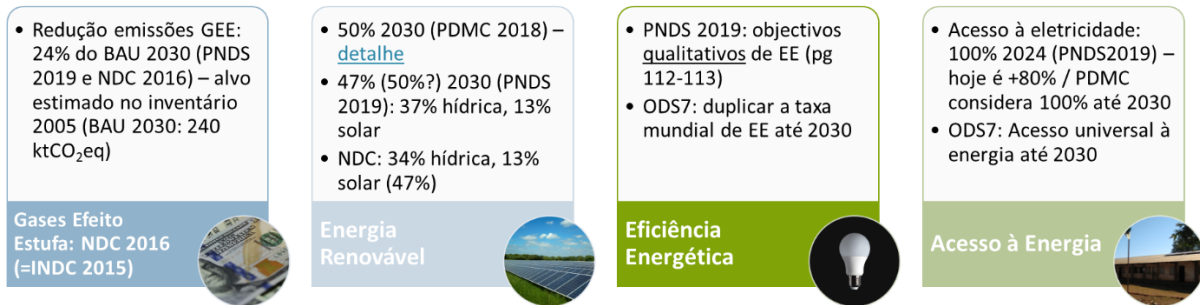 • Redução emissões GEE:
24% do BAU 2030 (PNDS
2019 e NDC 2016) – alvo
estimado no inventário
2005 (BAU 2030: 240
ktCO₂eq)
Gases Efeito
Estufa: NDC 2016
(=INDC 2015)
• 50% 2030 (PDMC 2018) –
detalhe
• 47% (50%?) 2030 (PNDS
2019): 37% hídrica, 13%
solar
• NDC: 34% hídrica, 13%
solar (47%)
Energia
Renovável
• PNDS 2019: objectivos
qualitativos de EE (pg
112-113)
• ODS7: duplicar a taxa
mundial de EE até 2030
Eficiência
Energética
• Acesso à eletricidade:
100% 2024 (PNDS2019) –
hoje é +80% / PDMC
considera 100% até 2030
• ODS7: Acesso universal à
energia até 2030
Acesso à Energia